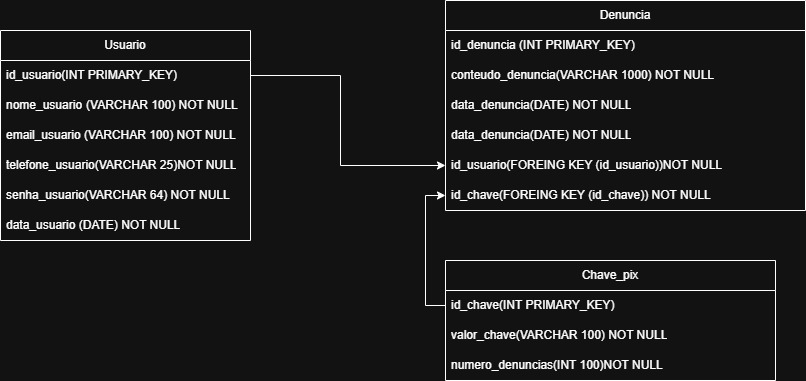 Usuario
id_usuario(INT PRIMARY_KEY)
nome_usuario (VARCHAR 100) NOT NULL
email_usuario (VARCHAR 100) NOT NULL
telefone_usuario(VARCHAR 25)NOT NULL
senha_usuario(VARCHAR 64) NOT NULL
data_usuario (DATE) NOT NULL
Denuncia
id_denuncia (INT PRIMARY_KEY)
conteudo_denuncia(VARCHAR 1000) NOT NULL
data_denuncia(DATE) NOT NULL
data_denuncia(DATE) NOT NULL
id_usuario(FOREING KEY (id_usuario))NOT NULL
id_chave(FOREING KEY (id_chave)) NOT NULL
Chave_pix
id_chave(INT PRIMARY_KEY)
valor_chave(VARCHAR 100) NOT NULL
numero_denuncias(INT 100)NOT NULL